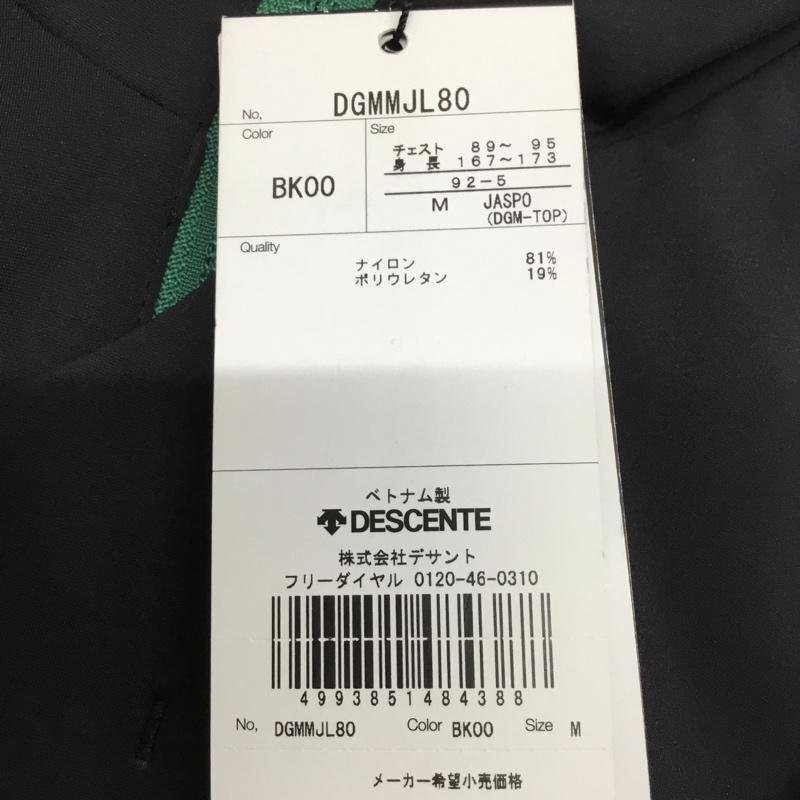 No, DGMMJL80
Color
BK00
Size
チェスト 89～ 95
身 長 167～173
92-5
M JASPO
(DGM-TOP)
Quality
ナイロン 81%
ポリウレタン 19%
ベトナム製
DESCENTE
株式会社デサント
フリーダイヤル 0120-46-0310
4993851484388
No, DGMMJL80 Color BK00 Size M
メーカー希望小売価格